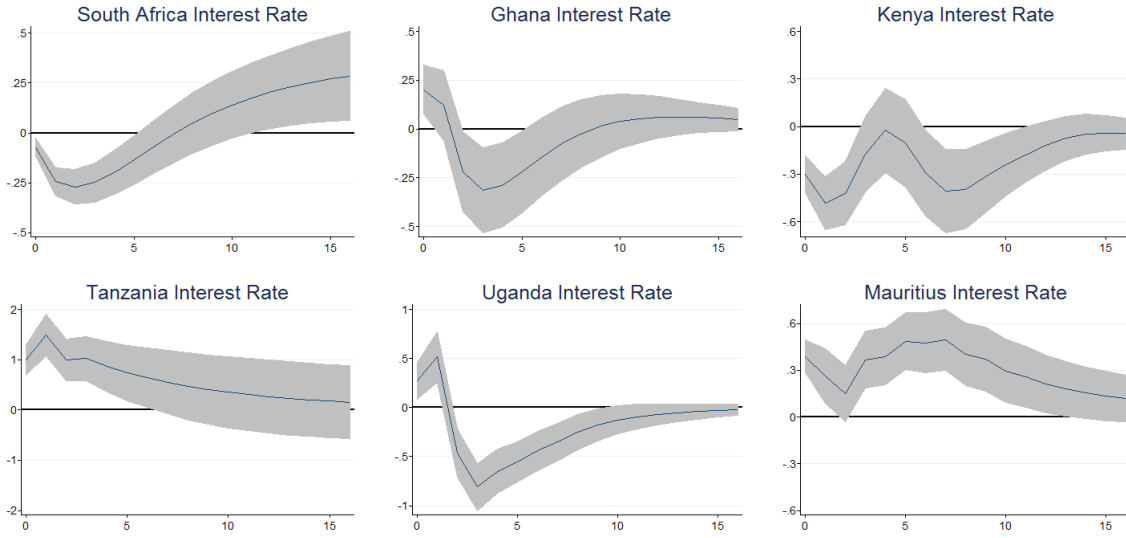 South Africa Interest Rate
.5
.25
0
-.25
-.5
0 5 10 15
Ghana Interest Rate
.5
.25
0
-.25
-.5
0 5 10 15
Kenya Interest Rate
.6
.3
0
-.3
-.6
0 5 10 15
Tanzania Interest Rate
2
1
0
-1
-2
0 5 10 15
Uganda Interest Rate
1
.5
0
-.5
-1
0 5 10 15
Mauritius Interest Rate
.6
.3
0
-.3
-.6
0 5 10 15